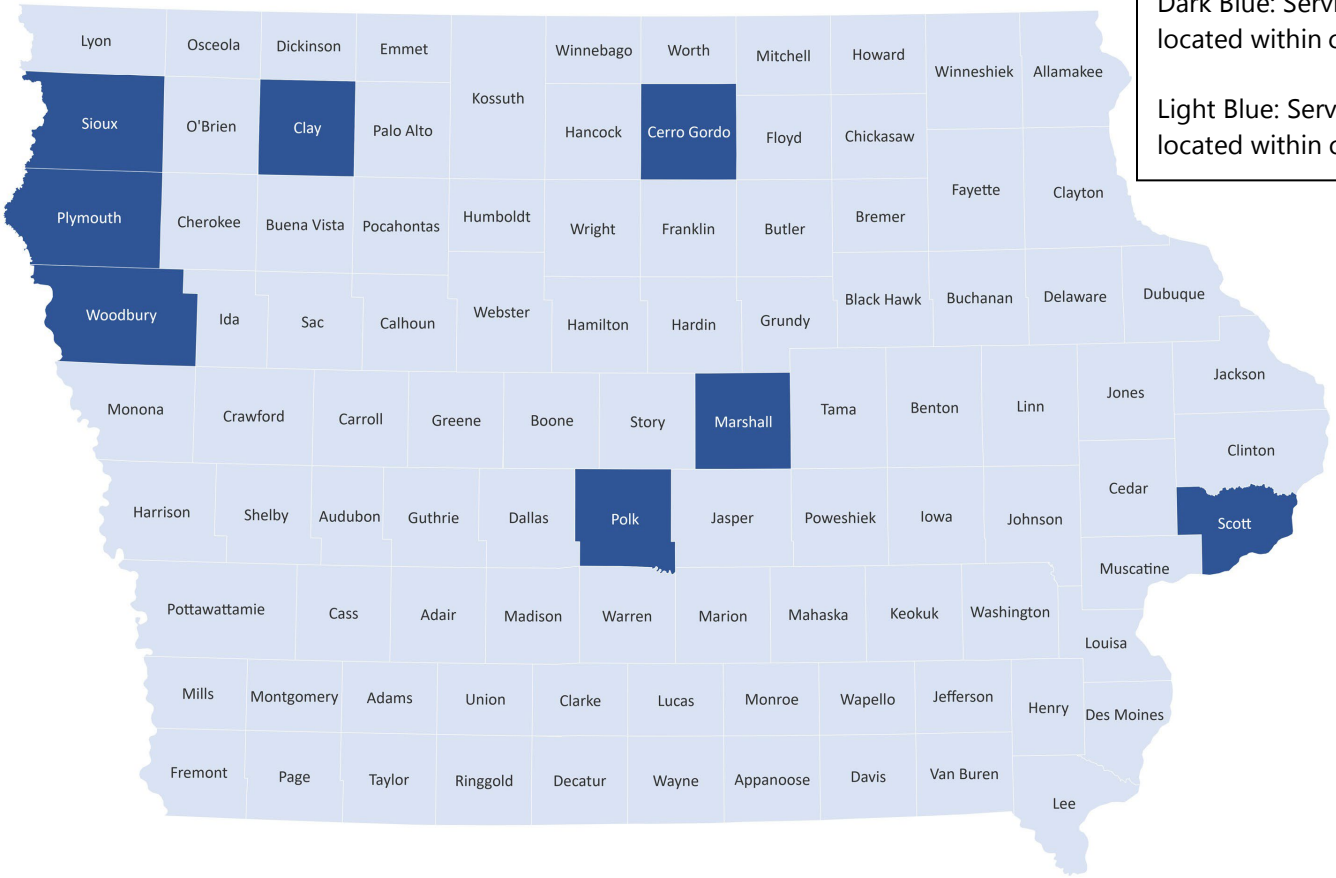 Dark Blue: Servi
located within c
Light Blue: Serv
located within c
Lyon
Osceola
Dickinson
Emmet
Kossuth
Winnebago
Worth
Mitchell
Howard
Winneshiek
Allamakee
Sioux
O'Brien
Clay
Palo Alto
Hancock
Cerro Gordo
Floyd
Chickasaw
Fayette
Clayton
Plymouth
Cherokee
Buena Vista
Pocahontas
Humboldt
Wright
Franklin
Butler
Bremer
Woodbury
Ida
Sac
Calhoun
Webster
Hamilton
Hardin
Grundy
Black Hawk
Buchanan
Delaware
Dubuque
Monona
Crawford
Carroll
Greene
Boone
Story
Marshall
Tama
Benton
Linn
Jones
Jackson
Clinton
Harrison
Shelby
Audubon
Guthrie
Dallas
Polk
Jasper
Poweshiek
Iowa
Johnson
Cedar
Scott
Muscatine
Pottawattamie
Cass
Adair
Madison
Warren
Marion
Mahaska
Keokuk
Washington
Louisa
Mills
Montgomery
Adams
Union
Clarke
Lucas
Monroe
Wapello
Jefferson
Henry
Des Moines
Fremont
Page
Taylor
Ringgold
Decatur
Wayne
Appanoose
Davis
Van Buren
Lee